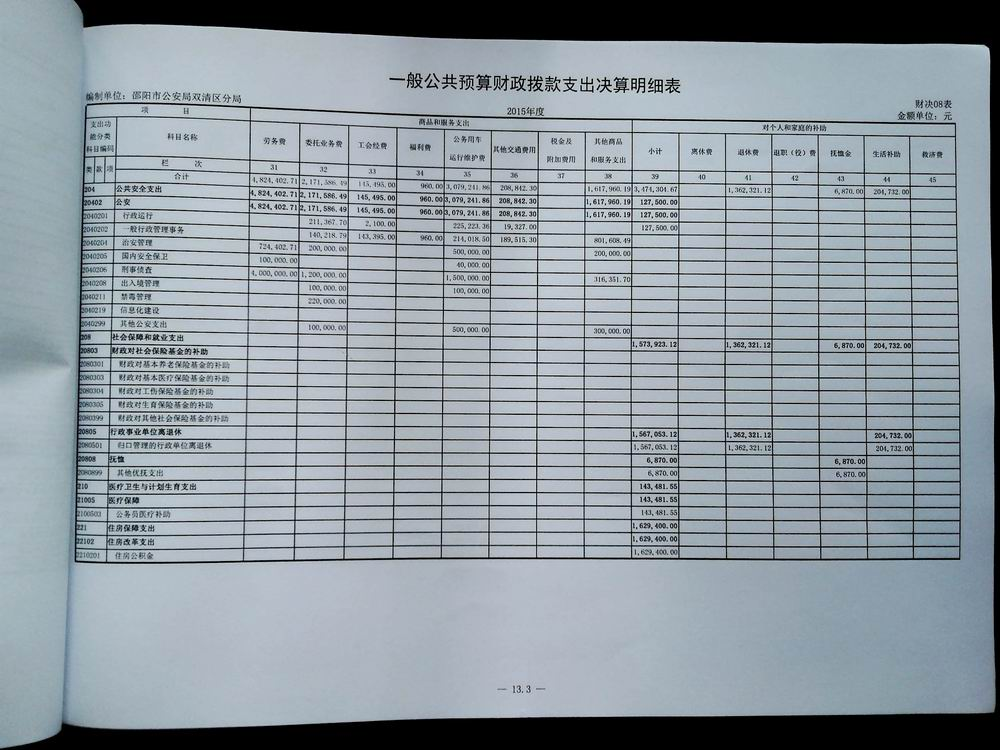 一般公共预算财政拨款支出决算明细表
财决08表
编制单位：邵阳市公安局双清区分局 2015年度 金额单位：元
项 目 商品和服务支出 对个人和家庭的补助
支出功能分类科目编码 科目名称 劳务费 委托业务费 工会经费 福利费 公务用车运行维护费 其他交通费用 税金及附加费用 其他商品和服务支出 小计 离休费 退休费 退职（役）费 抚恤金 生活补助 救济费
类 款 项 栏 次 31 32 33 34 35 36 37 38 39 40 41 42 43 44 45
合计 4,824,402.71 2,171,586.49 145,495.00 960.00 3,079,241.86 208,842.30 1,617,960.19 3,474,304.67 1,362,321.12 6,870.00 204,732.00
204 公共安全支出 4,824,402.71 2,171,586.49 145,495.00 960.00 3,079,241.86 208,842.30 1,617,960.19 127,500.00
20402 公安 4,824,402.71 2,171,586.49 145,495.00 960.00 3,079,241.86 208,842.30 1,617,960.19 127,500.00
2040201 行政运行 211,367.70 2,100.00 225,223.36 19,327.00 127,500.00
2040202 一般行政管理事务 724,402.71 140,218.79 143,395.00 960.00 214,018.50 189,515.30 801,608.49
2040204 治安管理 200,000.00 500,000.00 200,000.00
2040205 国内安全保卫 100,000.00 40,000.00
2040206 刑事侦查 4,000,000.00 1,200,000.00 1,500,000.00 316,351.70
2040208 出入境管理 100,000.00 100,000.00
2040211 禁毒管理 220,000.00
2040219 信息化建设
2040299 其他公安支出 100,000.00 500,000.00 300,000.00
208 社会保障和就业支出 1,573,923.12 1,362,321.12 6,870.00 204,732.00
20803 财政对社会保险基金的补助
2080301 财政对基本养老保险基金的补助
2080303 财政对基本医疗保险基金的补助
2080304 财政对工伤保险基金的补助
2080305 财政对生育保险基金的补助
2080399 财政对其他社会保险基金的补助
20805 行政事业单位离退休 1,567,053.12 1,362,321.12 204,732.00
2080501 归口管理的行政单位离退休 1,567,053.12 1,362,321.12 204,732.00
20808 抚恤 6,870.00 6,870.00
2080899 其他优抚支出 6,870.00 6,870.00
210 医疗卫生与计划生育支出 143,481.55
21005 医疗保障 143,481.55
2100503 公务员医疗补助 143,481.55
221 住房保障支出 1,629,400.00
22102 住房改革支出 1,629,400.00
2210201 住房公积金 1,629,400.00
— 13.3 —